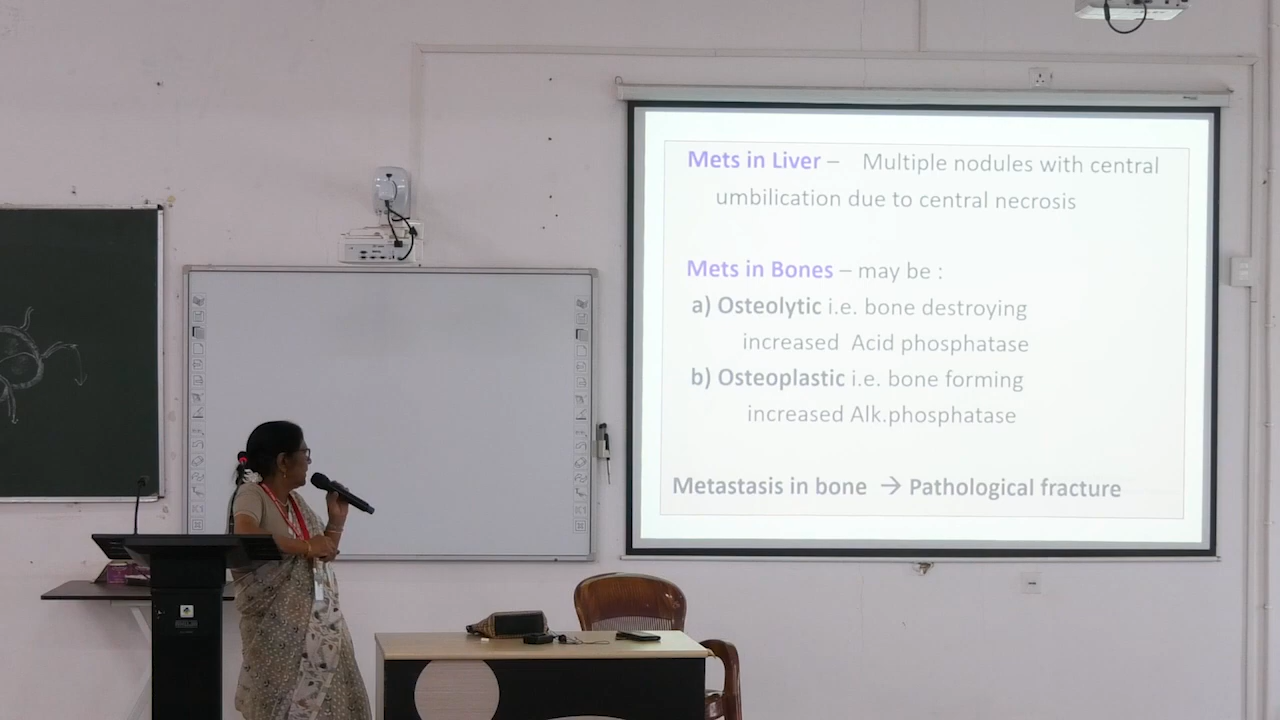 Mets in Liver – Multiple nodules with central
umbilication due to central necrosis
Mets in Bones – may be :
a) Osteolytic i.e. bone destroying
increased Acid phosphatase
b) Osteoplastic i.e. bone forming
increased Alk.phosphatase
Metastasis in bone → Pathological fracture